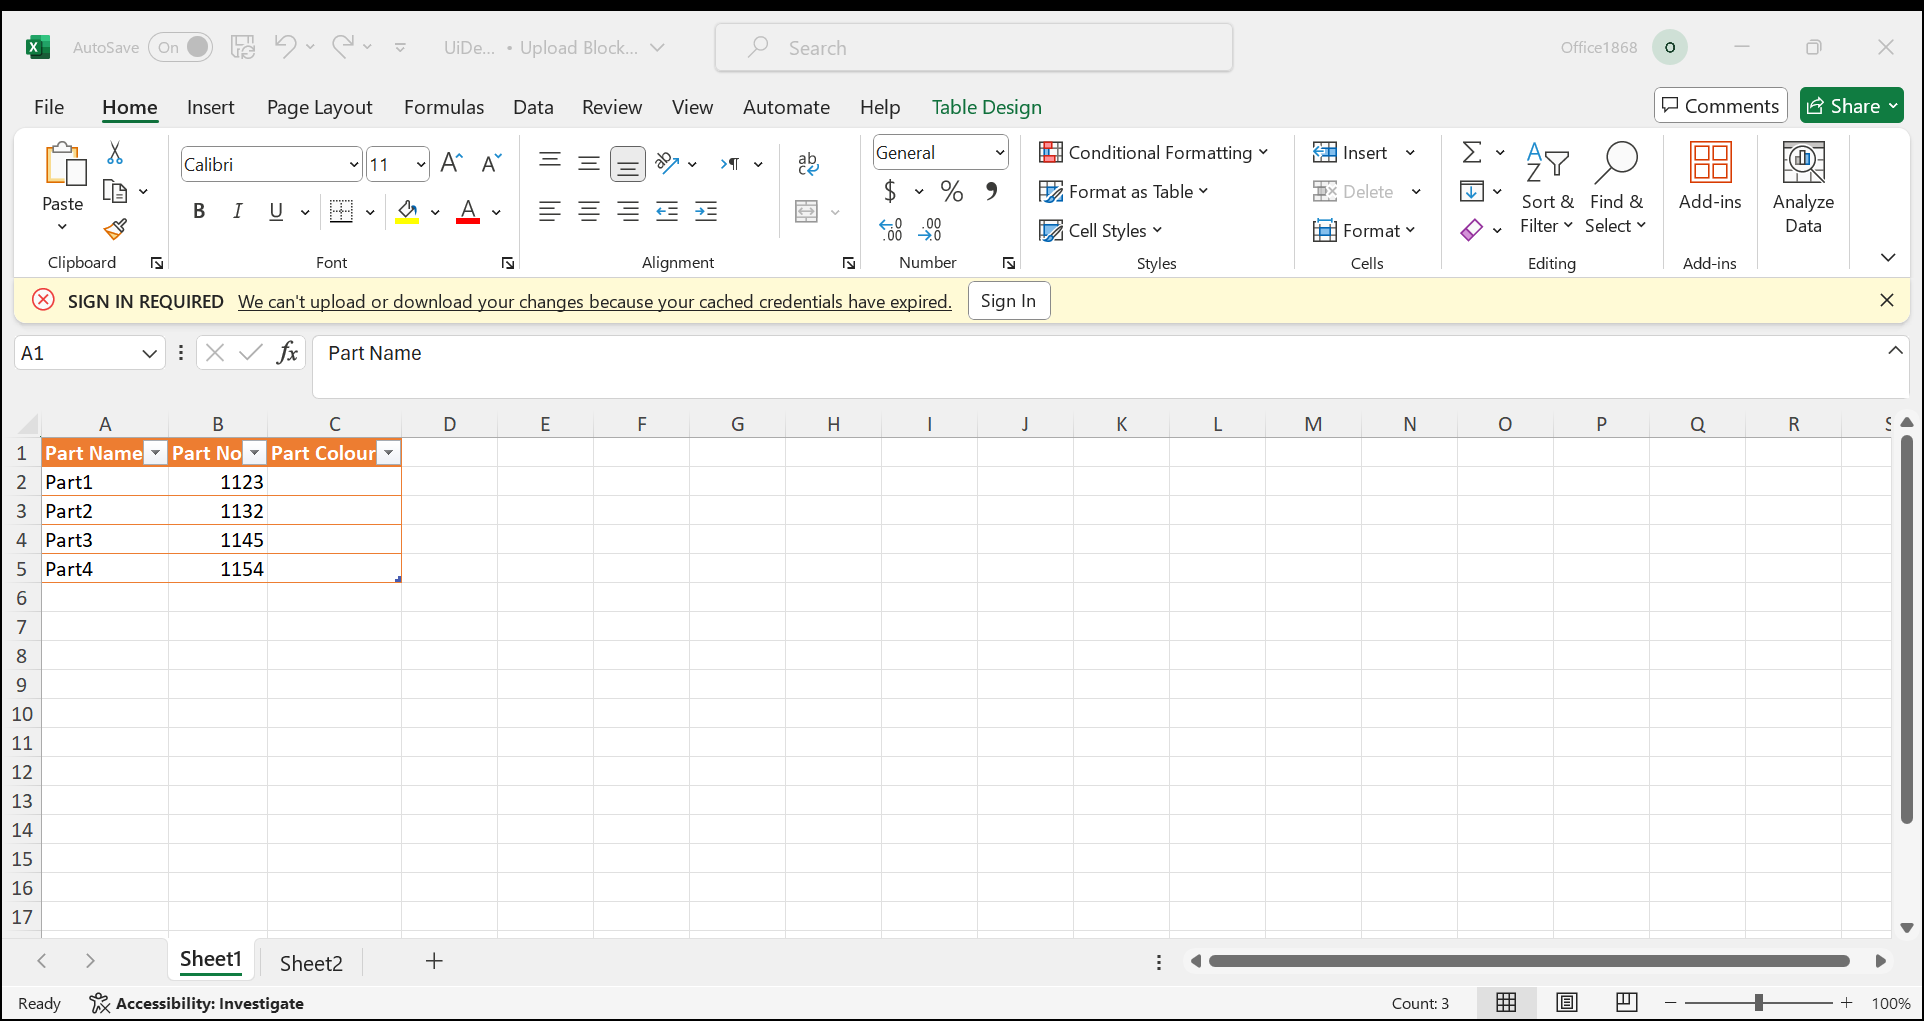 AutoSave On UiDe... • Upload Block... Search Office1868 O
File Home Insert Page Layout Formulas Data Review View Automate Help Table Design Comments Share
Paste
Clipboard
Calibri 11
B I U A
Font
ab
Alignment
General
$ % 9
Number
Conditional Formatting
Format as Table
Cell Styles
Styles
Insert
Delete
Format
Cells
Sort & Filter
Find & Select
Editing
Add-ins
Add-ins
Analyze Data
SIGN IN REQUIRED We can't upload or download your changes because your cached credentials have expired. Sign In
A1 fx Part Name
A B C D E F G H I J K L M N O P Q R S
1 Part Name Part No Part Colour
2 Part1 1123
3 Part2 1132
4 Part3 1145
5 Part4 1154
6
7
8
9
10
11
12
13
14
15
16
17
Sheet1 Sheet2
Ready Accessibility: Investigate Count: 3 100%